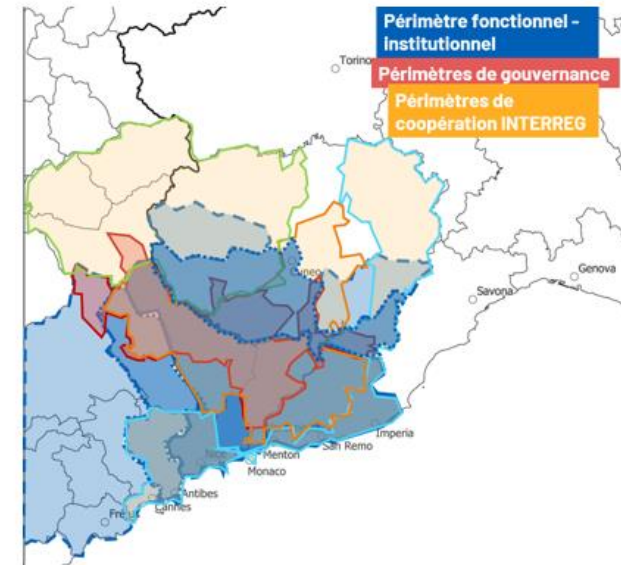 Périmètre fonctionnel -
institutionnel
Torino
Périmètres de gouvernance
Périmètres de
coopération INTERREG
Cuneo
Genova
Savona
Imperia
San Remo
Nice
Menton
Monaco
Antibes
Cannes